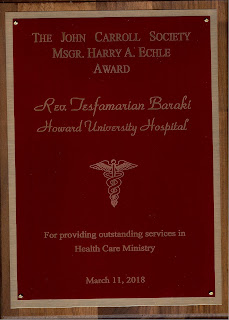 THE JOHN CARROLL SOCIETY
MSGR. HARRY A. ECHLE
AWARD
Rev. Tesfamarian Baraki
Howard University Hospital
For providing outstanding services in
Health Care Ministry
March 11, 2018